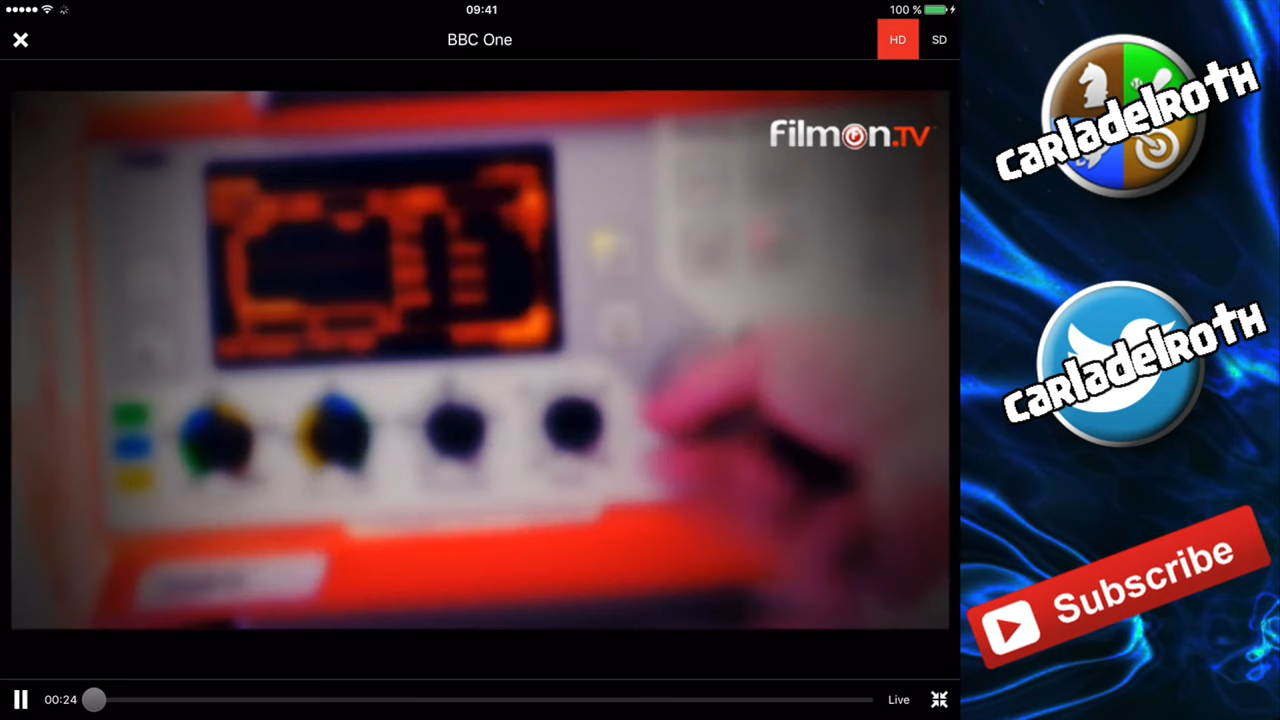 09:41
100 %
BBC One
HD
SD
FilmOn.TV
carladelroth
carladelroth
Subscribe
00:24
Live